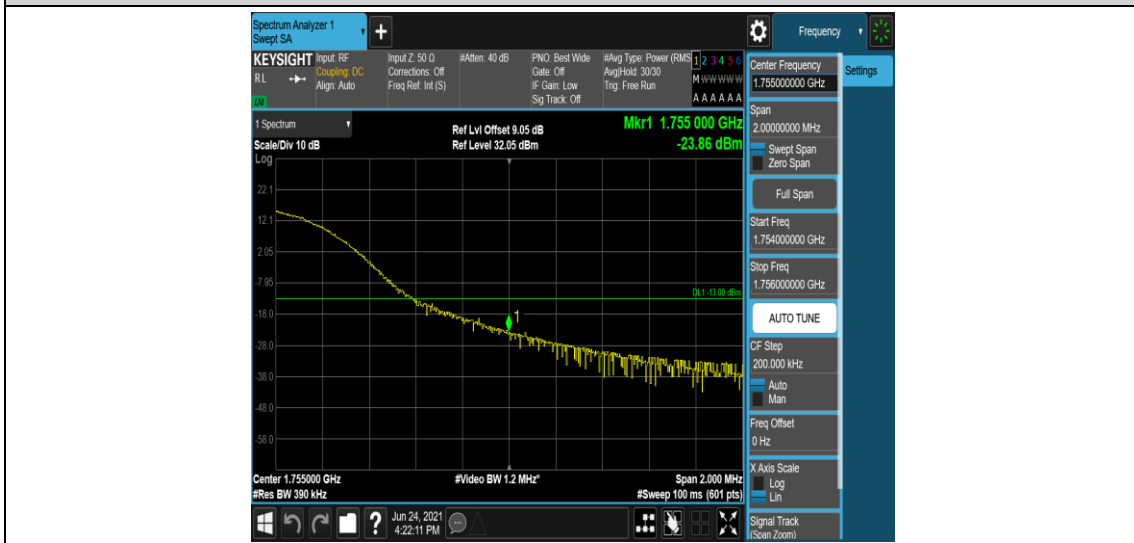 Spectrum Analyzer 1
Swept SA
+
Frequency
KEYSIGHT
RL
Input: RF
Coupling: DC
Align: Auto
Input Z: 50 Ω
Corrections: Off
Freq Ref: Int (S)
#Atten: 40 dB
PNO: Best Wide
Gate: Off
IF Gain: Low
Sig Track: Off
#Avg Type: Power (RMS
Avg|Hold: 30/30
Trig: Free Run
1 2 3 4 5 6
M W W W W W
A A A A A A
1 Spectrum
Scale/Div 10 dB
Ref Lvl Offset 9.05 dB
Ref Level 32.05 dBm
Mkr1 1.755 000 GHz
-23.86 dBm
Log
22.1
12.1
2.05
-7.95
-18.0
-28.0
-38.0
-48.0
-58.0
DL1 -13.00 dBm
1
Center 1.755000 GHz
#Res BW 390 kHz
#Video BW 1.2 MHz*
Span 2.000 MHz
#Sweep 100 ms (601 pts)
Center Frequency
1.755000000 GHz
Settings
Span
2.00000000 MHz
Swept Span
Zero Span
Full Span
Start Freq
1.754000000 GHz
Stop Freq
1.756000000 GHz
AUTO TUNE
CF Step
200.000 kHz
Auto
Man
Freq Offset
0 Hz
X Axis Scale
Log
Lin
Signal Track
(Span Zoom)
?
Jun 24, 2021
4:22:11 PM